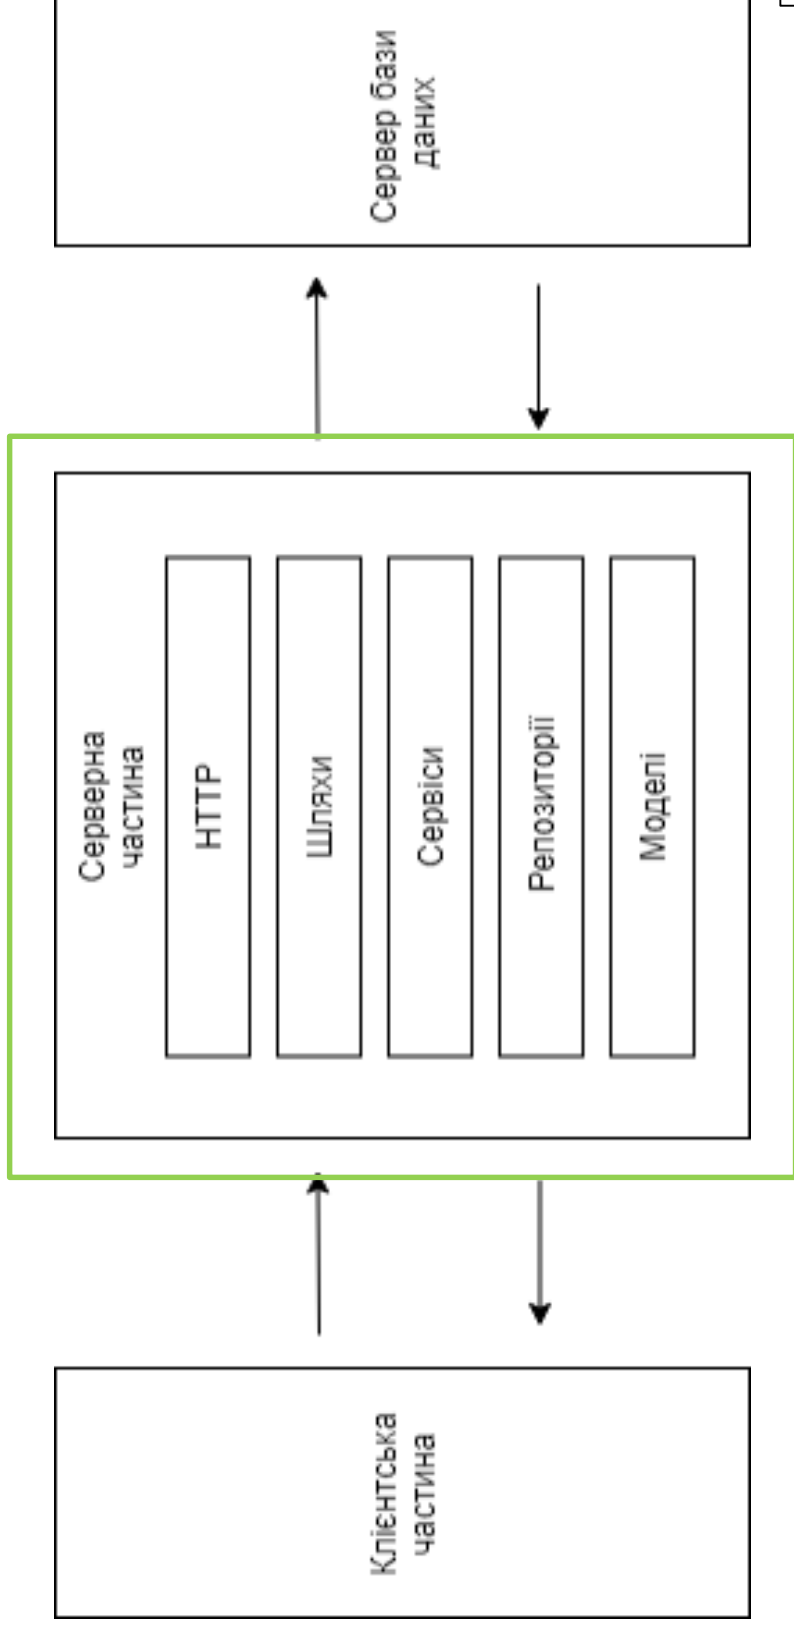 Клієнтська
частина
Серверна
частина
HTTP
Шляхи
Сервіси
Репозиторії
Моделі
Сервер бази
даних